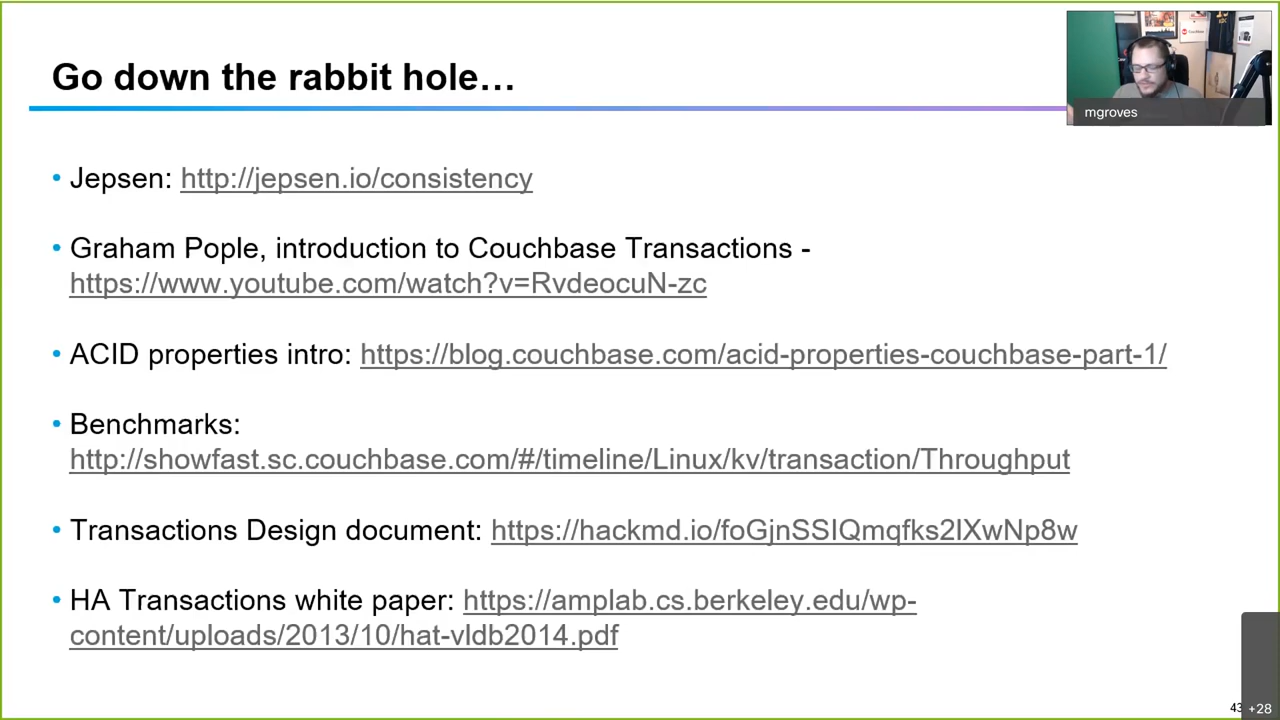 Go down the rabbit hole…
mgroves
• Jepsen: http://jepsen.io/consistency
• Graham Pople, introduction to Couchbase Transactions -
https://www.youtube.com/watch?v=RvdeocuN-zc
• ACID properties intro: https://blog.couchbase.com/acid-properties-couchbase-part-1/
• Benchmarks:
http://showfast.sc.couchbase.com/#/timeline/Linux/kv/transaction/Throughput
• Transactions Design document: https://hackmd.io/foGjnSSIQmqfks2lXwNp8w
• HA Transactions white paper: https://amplab.cs.berkeley.edu/wp-
content/uploads/2013/10/hat-vldb2014.pdf
43
+28